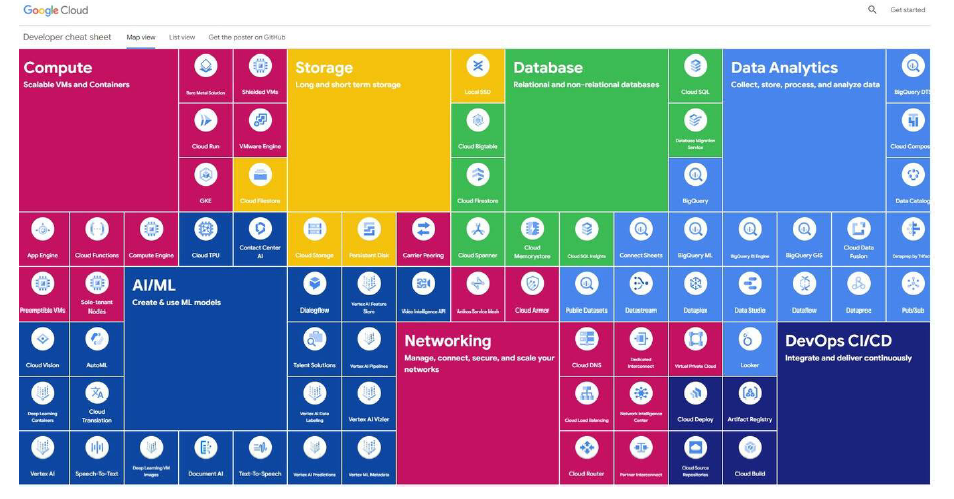 Google Cloud
Get started
Developer cheat sheet
Map view
List view
Get the poster on GitHub
Compute
Scalable VMs and Containers
Bare Metal Solution
Shielded VMs
Storage
Long and short term storage
Local SSD
Database
Relational and non-relational databases
Cloud SQL
Data Analytics
Collect, store, process, and analyze data
BigQuery DTS
Cloud Run
VMware Engine
Cloud Bigtable
Database Migration
Service
Cloud Compos
GKE
Cloud Filestore
Cloud Firestore
BigQuery
Data Catalog
App Engine
Cloud Functions
Compute Engine
Cloud TPU
Contact Center
AI
Cloud Storage
Persistent Disk
Carrier Peering
Cloud Spanner
Cloud
Memorystore
Cloud SQL Insights
Connect Sheets
BigQuery ML
BigQuery BI Engine
BigQuery GIS
Cloud Data
Fusion
Dataprep by Trifac
Preemptible VMs
Sole-tenant
Nodes
AI/ML
Create & use ML models
Dialogflow
Vertex AI Feature
Store
Video Intelligence API
Anthos Service Mesh
Cloud Armor
Public Datasets
Datastream
Dataplex
Data Studio
Dataflow
Dataproc
Pub/Sub
Cloud Vision
AutoML
Talent Solutions
Vertex AI Pipelines
Networking
Manage, connect, secure, and scale your
networks
Cloud DNS
Dedicated
Interconnect
Virtual Private Cloud
Looker
DevOps CI/CD
Integrate and deliver continuously
Deep Learning
Containers
Cloud
Translation
Vertex AI Data
Labeling
Vertex AI Vizier
Cloud Load Balancing
Network Intelligence
Center
Cloud Deploy
Artifact Registry
Vertex AI
Speech-To-Text
Deep Learning VM
Images
Document AI
Text-To-Speech
Vertex AI Predictions
Vertex ML Metadata
Cloud Router
Partner Interconnect
Cloud Source
Repositories
Cloud Build